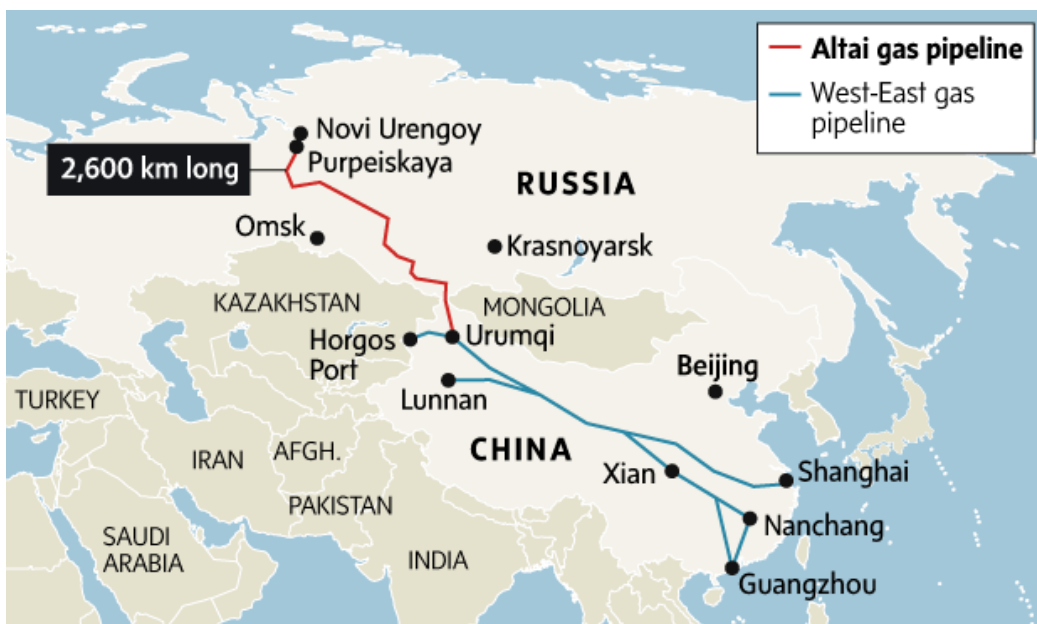 Altai gas pipeline
West-East gas
pipeline
Novi Urengoy
Purpeiskaya
2,600 km long
RUSSIA
Omsk
Krasnoyarsk
KAZAKHSTAN
MONGOLIA
Horgos
Port
Urumqi
Beijing
Lunnan
TURKEY
CHINA
IRAN
AFGH.
Xian
Shanghai
PAKISTAN
Nanchang
SAUDI
ARABIA
INDIA
Guangzhou